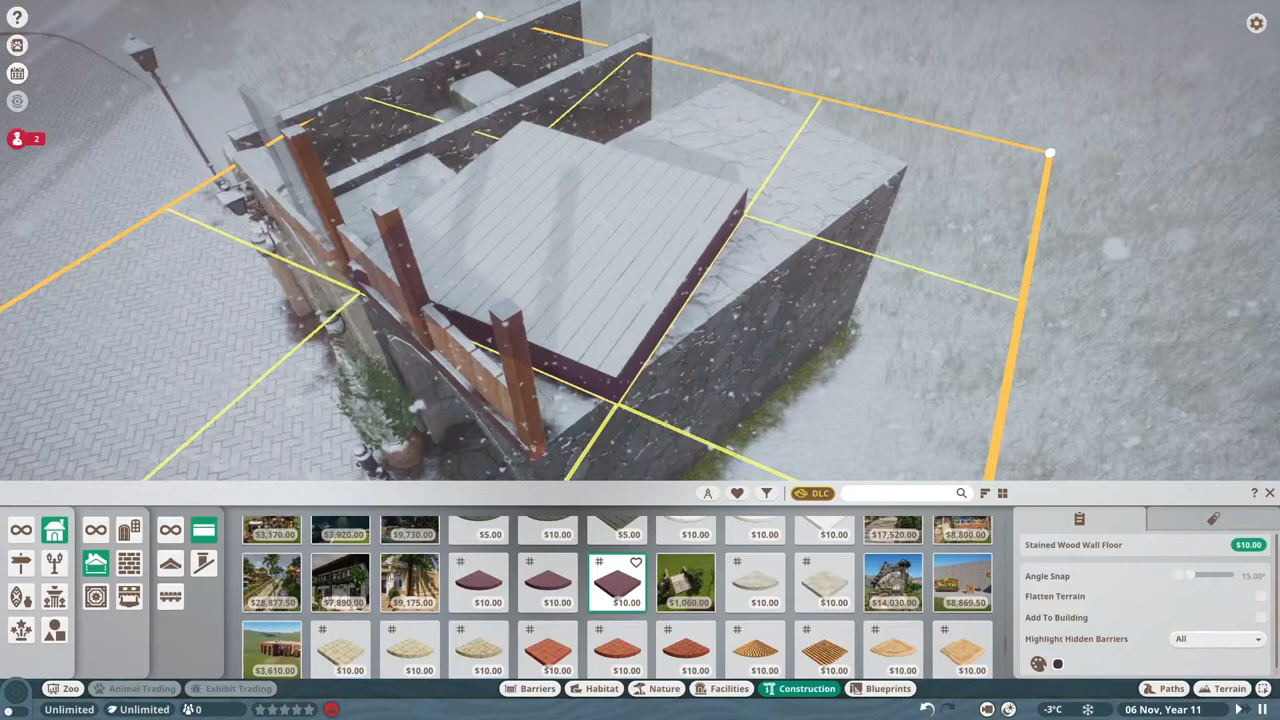 ?
2
DLC
?
$3,170.00 $3,920.00 $9,730.00 $5.00 $10.00 $5.00 $10.00 $10.00 $10.00 $17,520.00 $8,800.00
$28,877.50 $7,890.00 $9,175.00 $10.00 $10.00 $10.00 $1,060.00 $10.00 $10.00 $14,030.00 $8,869.50
$3,610.00 $10.00 $10.00 $10.00 $10.00 $10.00 $10.00 $10.00 $10.00 $10.00 $10.00
Stained Wood Wall Floor $10.00
Angle Snap 15.00°
Flatten Terrain
Add To Building
Highlight Hidden Barriers All
Zoo Animal Trading Exhibit Trading Barriers Habitat Nature Facilities Construction Blueprints Paths Terrain
Unlimited Unlimited 0 -3°C 06 Nov, Year 11